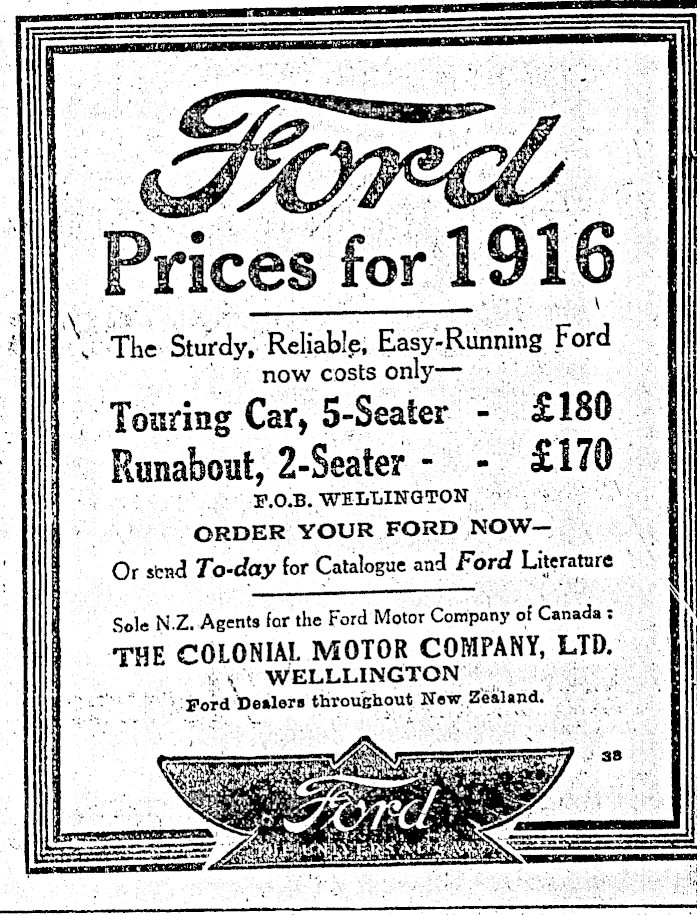 Ford
Prices for 1916
The Sturdy, Reliable, Easy-Running Ford
now costs only—
Touring Car, 5-Seater - £180
Runabout, 2-Seater - - £170
F.O.B. WELLINGTON
ORDER YOUR FORD NOW—
Or send To-day for Catalogue and Ford Literature
Sole N.Z. Agents for the Ford Motor Company of Canada:
THE COLONIAL MOTOR COMPANY, LTD.
WELLLINGTON
Ford Dealers throughout New Zealand.
38
Ford